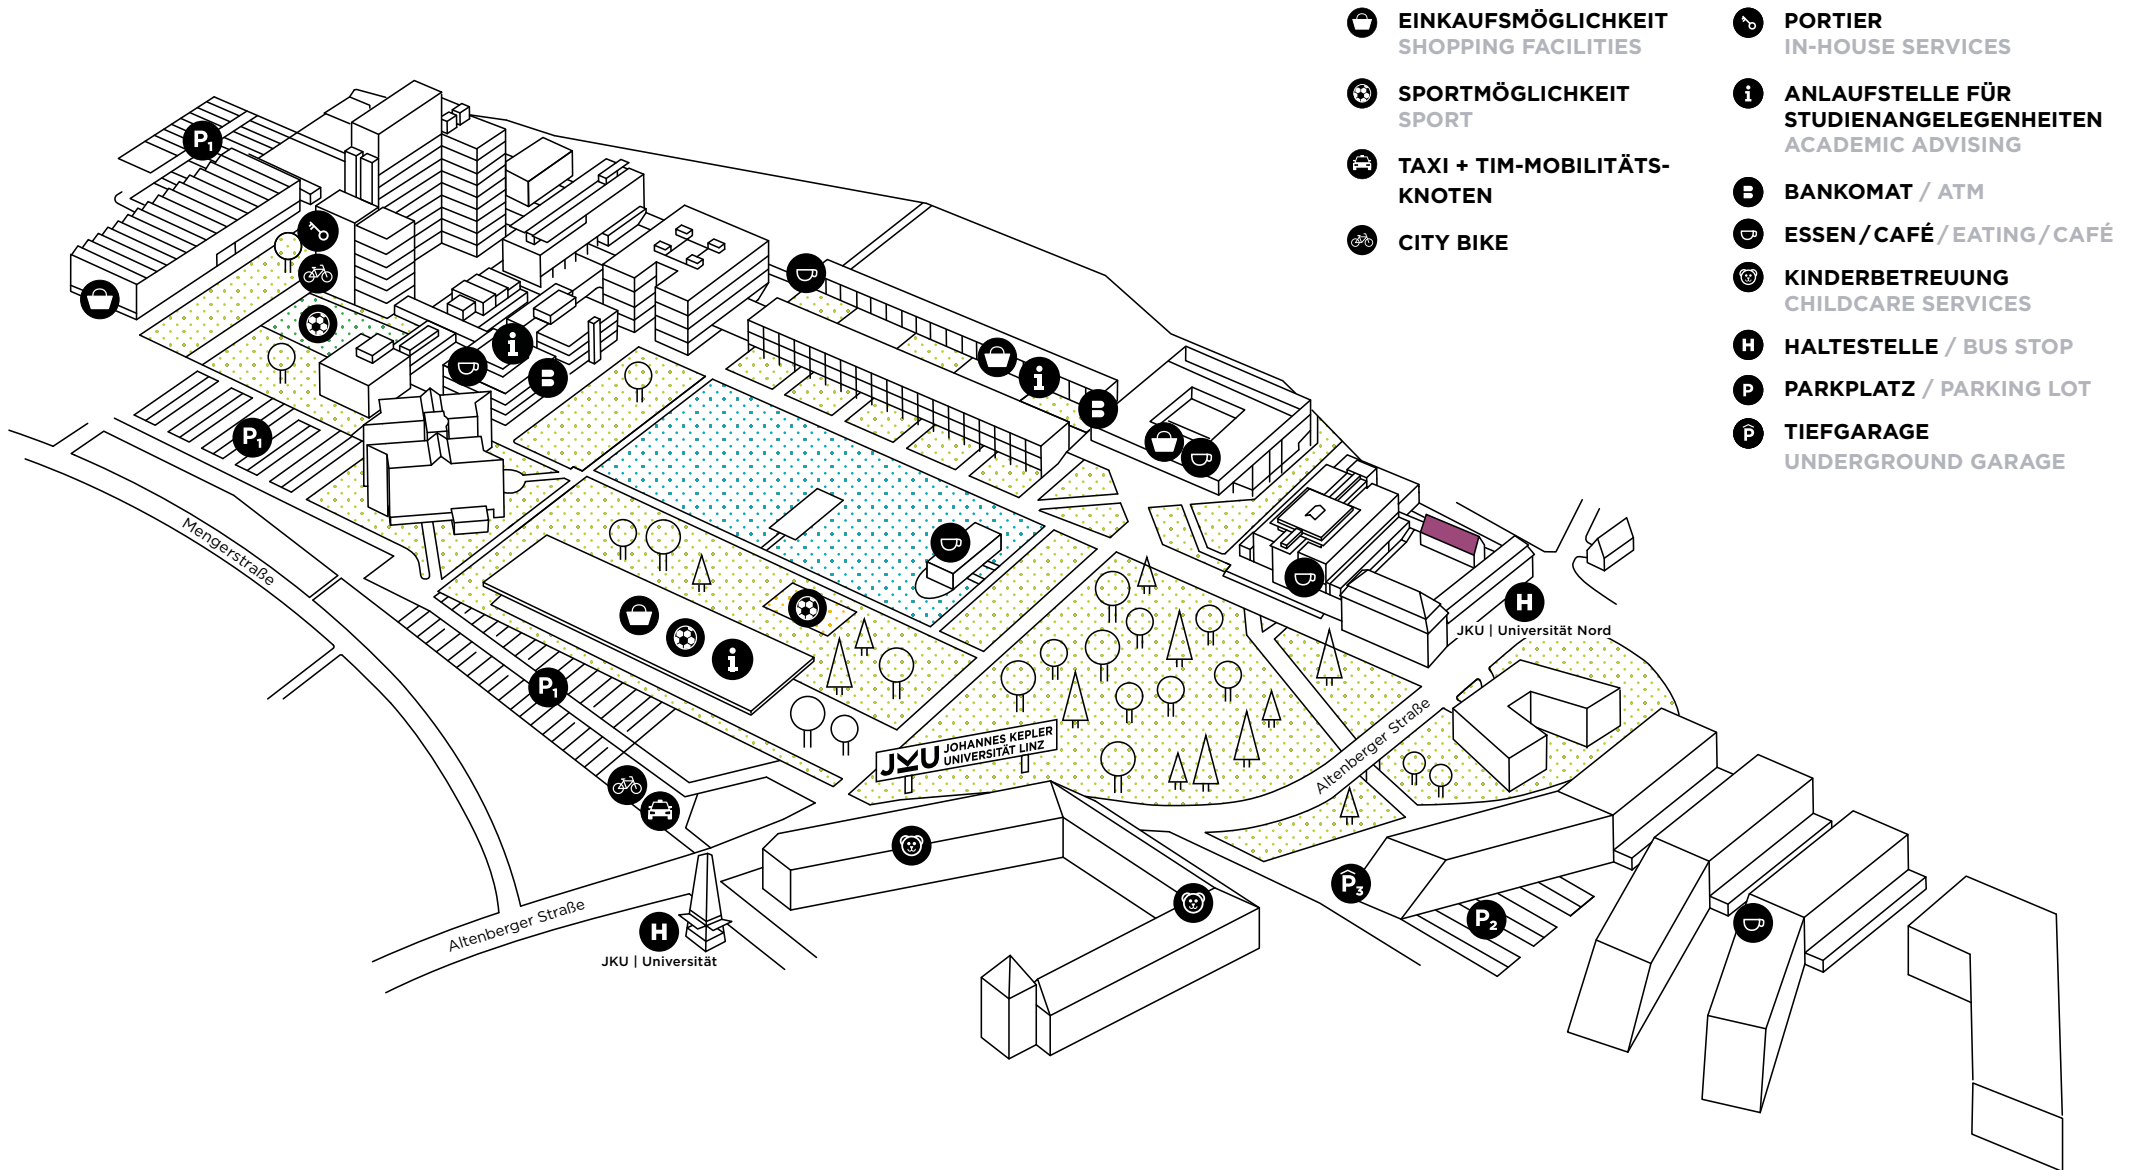 EINKAUFSMÖGLICHKEIT
SHOPPING FACILITIES
SPORTMÖGLICHKEIT
SPORT
TAXI + TIM-MOBILITÄTS-
KNOTEN
CITY BIKE
PORTIER
IN-HOUSE SERVICES
i ANLAUFSTELLE FÜR
STUDIENANGELEGENHEITEN
ACADEMIC ADVISING
B BANKOMAT / ATM
ESSEN / CAFÉ / EATING / CAFÉ
KINDERBETREUUNG
CHILDCARE SERVICES
H HALTESTELLE / BUS STOP
P PARKPLATZ / PARKING LOT
P TIEFGARAGE
UNDERGROUND GARAGE
P1
i
B
i
B
P1
Mengerstraße
H
JKU | Universität Nord
i
P1
Altenberger Straße
JKU JOHANNES KEPLER
UNIVERSITÄT LINZ
P3
P2
Altenberger Straße
H
JKU | Universität